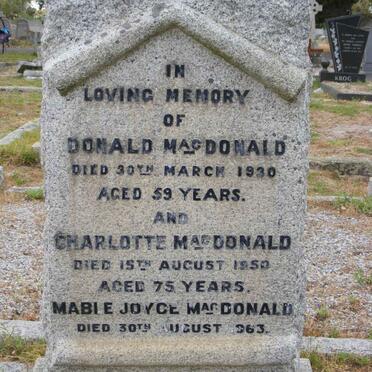 IN
LOVING MEMORY
OF
DONALD MACDONALD
DIED 30TH MARCH 1930
AGED 59 YEARS.
AND
CHARLOTTE MACDONALD
DIED 15TH AUGUST 1950
AGED 75 YEARS.
MABLE JOYCE MACDONALD
DIED 30TH AUGUST 963.
KROG